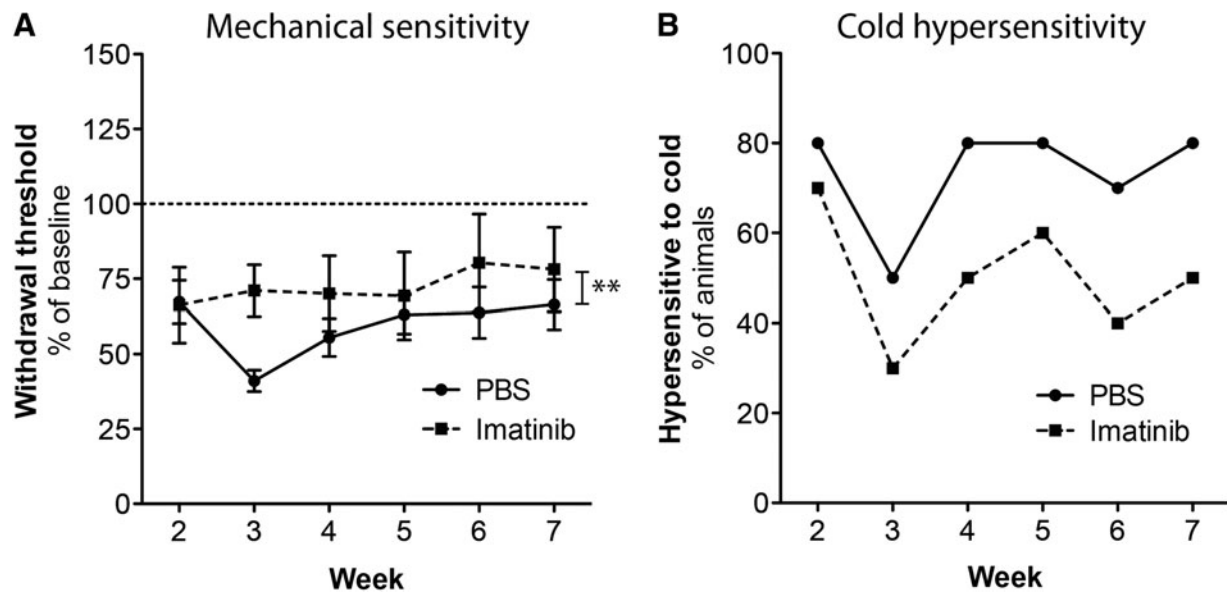 A Mechanical sensitivity
Withdrawal threshold
% of baseline
150
125
100
75
50
25
0
**
PBS
Imatinib
2 3 4 5 6 7
Week
B Cold hypersensitivity
Hypersensitive to cold
% of animals
100
80
60
40
20
0
PBS
Imatinib
2 3 4 5 6 7
Week